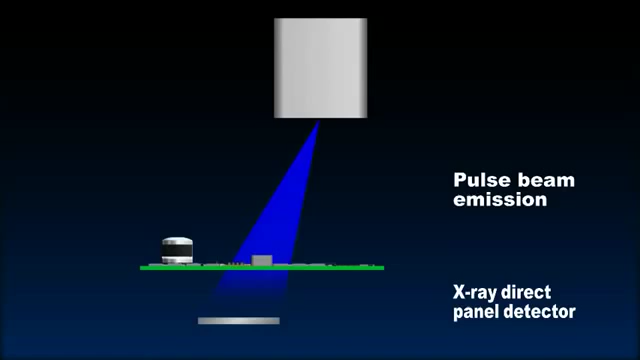 Pulse beam
emission
X-ray direct
panel detector